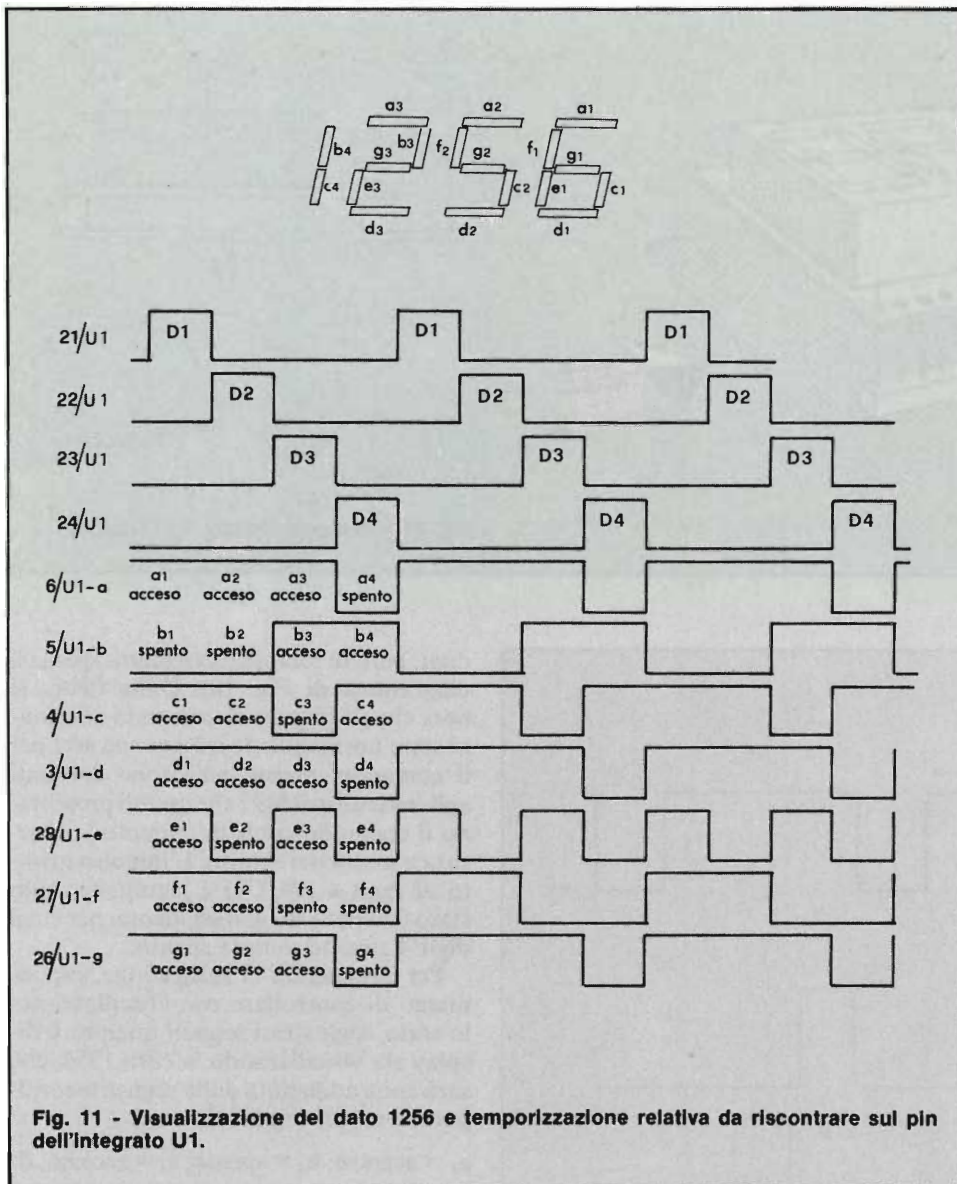 a3 a2 a1
b4 b3 f2 f1
g3 g2 g1
c4 e3 c2 e1 c1
d3 d2 d1
21/U1 D1 D1 D1
22/U1 D2 D2 D2
23/U1 D3 D3 D3
24/U1 D4 D4 D4
6/U1-a a1 a2 a3 a4
acceso acceso acceso spento
5/U1-b b1 b2 b3 b4
spento spento acceso acceso
4/U1-c c1 c2 c3 c4
acceso acceso spento acceso
3/U1-d d1 d2 d3 d4
acceso acceso acceso spento
28/U1-e e1 e2 e3 e4
acceso spento acceso spento
27/U1-f f1 f2 f3 f4
acceso acceso spento spento
26/U1-g g1 g2 g3 g4
acceso acceso acceso spento
Fig. 11 - Visualizzazione del dato 1256 e temporizzazione relativa da riscontrare sui pin
dell'integrato U1.